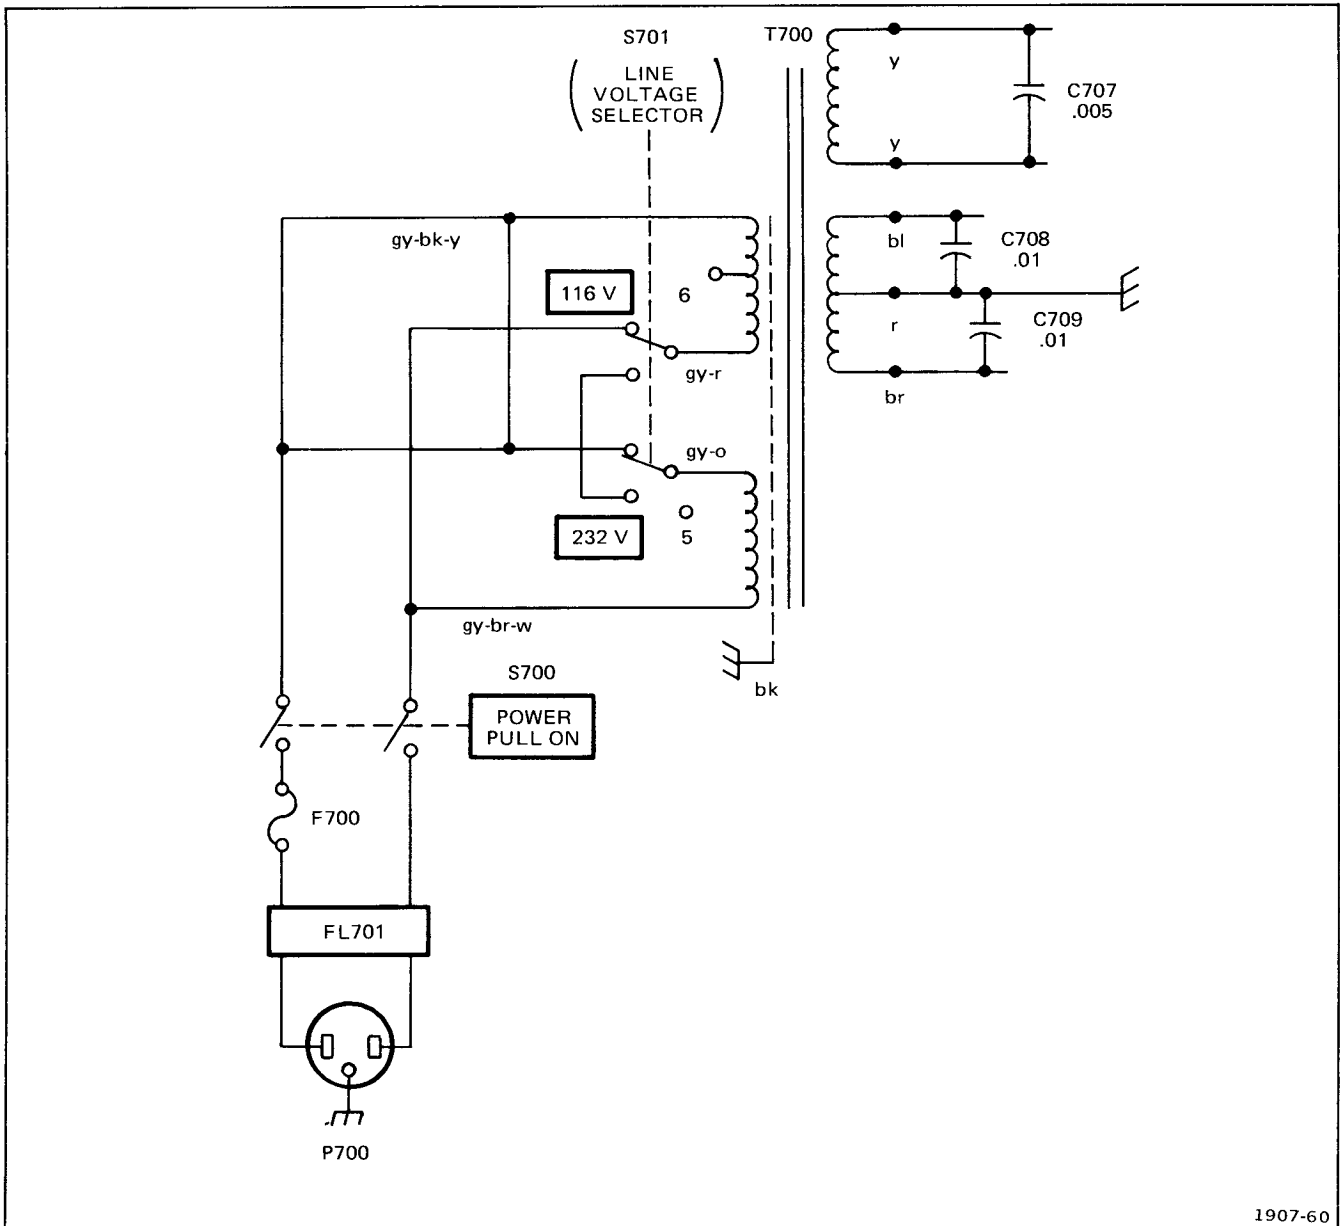 S701
LINE
VOLTAGE
SELECTOR
T700
y
y
C707
.005
gy-bk-y
116 V
6
gy-r
bl
C708
.01
r
C709
.01
br
gy-o
232 V
5
gy-br-w
bk
S700
POWER
PULL ON
F700
FL701
P700
1907-60